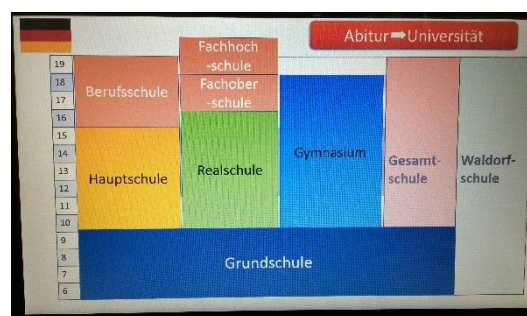 Abitur➡Universität
Fachhoch
-schule
19
18
17
16
15
14
13
12
11
10
9
8
7
6
Berufsschule
Fachober
-schule
Hauptschule
Realschule
Gymnasium
Gesamt-
schule
Waldorf-
schule
Grundschule